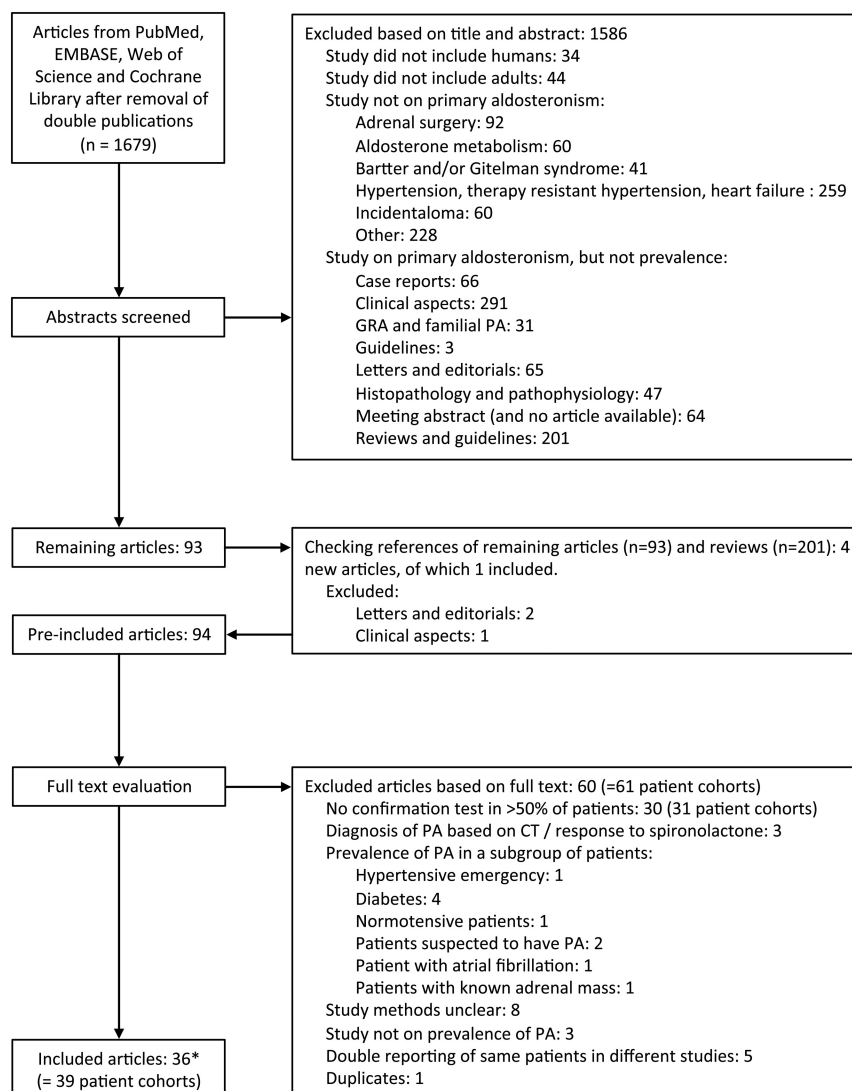 Articles from PubMed,
EMBASE, Web of
Science and Cochrane
Library after removal of
double publications
(n = 1679)
Excluded based on title and abstract: 1586
Study did not include humans: 34
Study did not include adults: 44
Study not on primary aldosteronism:
Adrenal surgery: 92
Aldosterone metabolism: 60
Bartter and/or Gitelman syndrome: 41
Hypertension, therapy resistant hypertension, heart failure : 259
Incidentaloma: 60
Other: 228
Study on primary aldosteronism, but not prevalence:
Case reports: 66
Clinical aspects: 291
GRA and familial PA: 31
Guidelines: 3
Letters and editorials: 65
Histopathology and pathophysiology: 47
Meeting abstract (and no article available): 64
Reviews and guidelines: 201
Abstracts screened
Remaining articles: 93
Checking references of remaining articles (n=93) and reviews (n=201): 4
new articles, of which 1 included.
Excluded:
Letters and editorials: 2
Clinical aspects: 1
Pre-included articles: 94
Full text evaluation
Excluded articles based on full text: 60 (=61 patient cohorts)
No confirmation test in >50% of patients: 30 (31 patient cohorts)
Diagnosis of PA based on CT / response to spironolactone: 3
Prevalence of PA in a subgroup of patients:
Hypertensive emergency: 1
Diabetes: 4
Normotensive patients: 1
Patients suspected to have PA: 2
Patient with atrial fibrillation: 1
Patients with known adrenal mass: 1
Study methods unclear: 8
Study not on prevalence of PA: 3
Double reporting of same patients in different studies: 5
Duplicates: 1
Included articles: 36*
(= 39 patient cohorts)